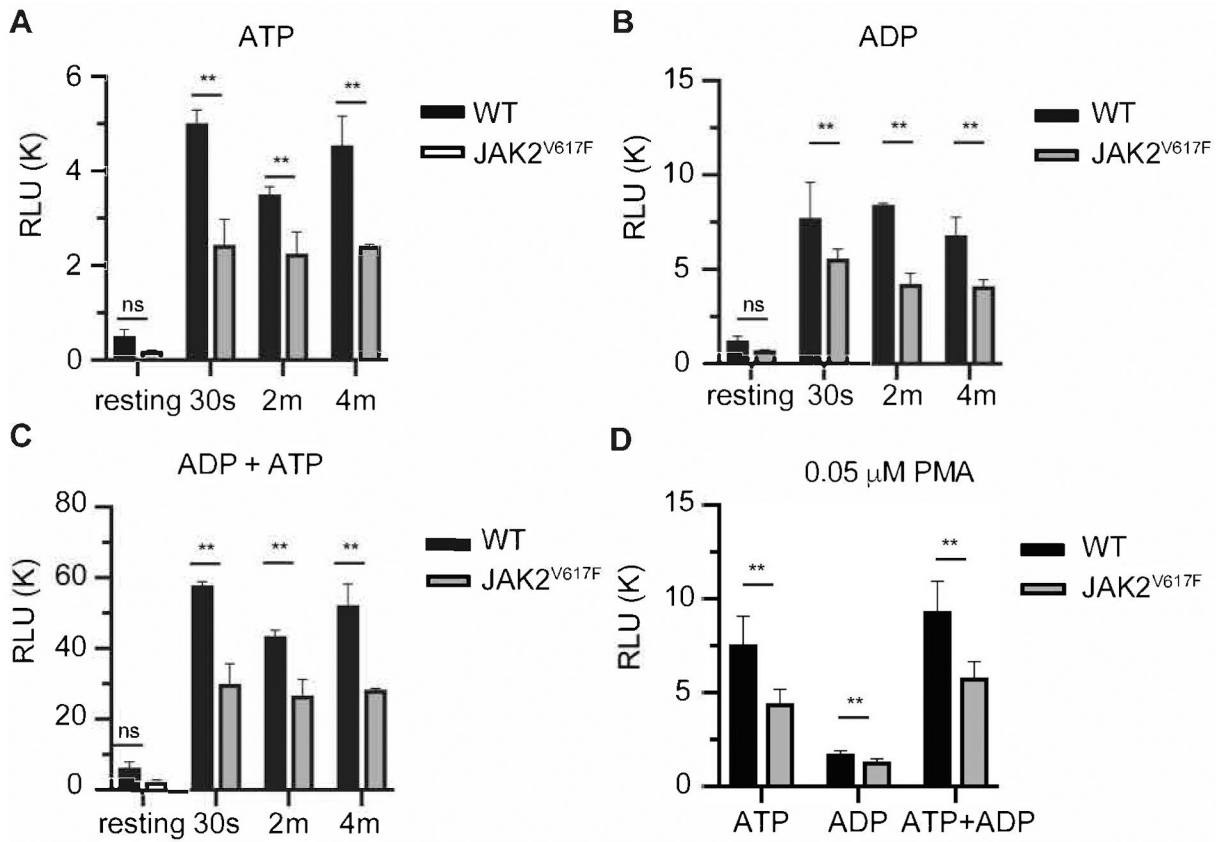 A
ATP
6
4
2
0
RLU (K)
**
**
**
ns
WT
JAK2V617F
resting 30s 2m 4m
B
ADP
15
10
5
0
RLU (K)
**
**
**
ns
WT
JAK2V617F
resting 30s 2m 4m
C
ADP + ATP
80
60
40
20
0
RLU (K)
**
**
**
ns
WT
JAK2V617F
resting 30s 2m 4m
D
0.05 μM PMA
15
10
5
0
RLU (K)
**
**
**
WT
JAK2V617F
ATP ADP ATP+ADP